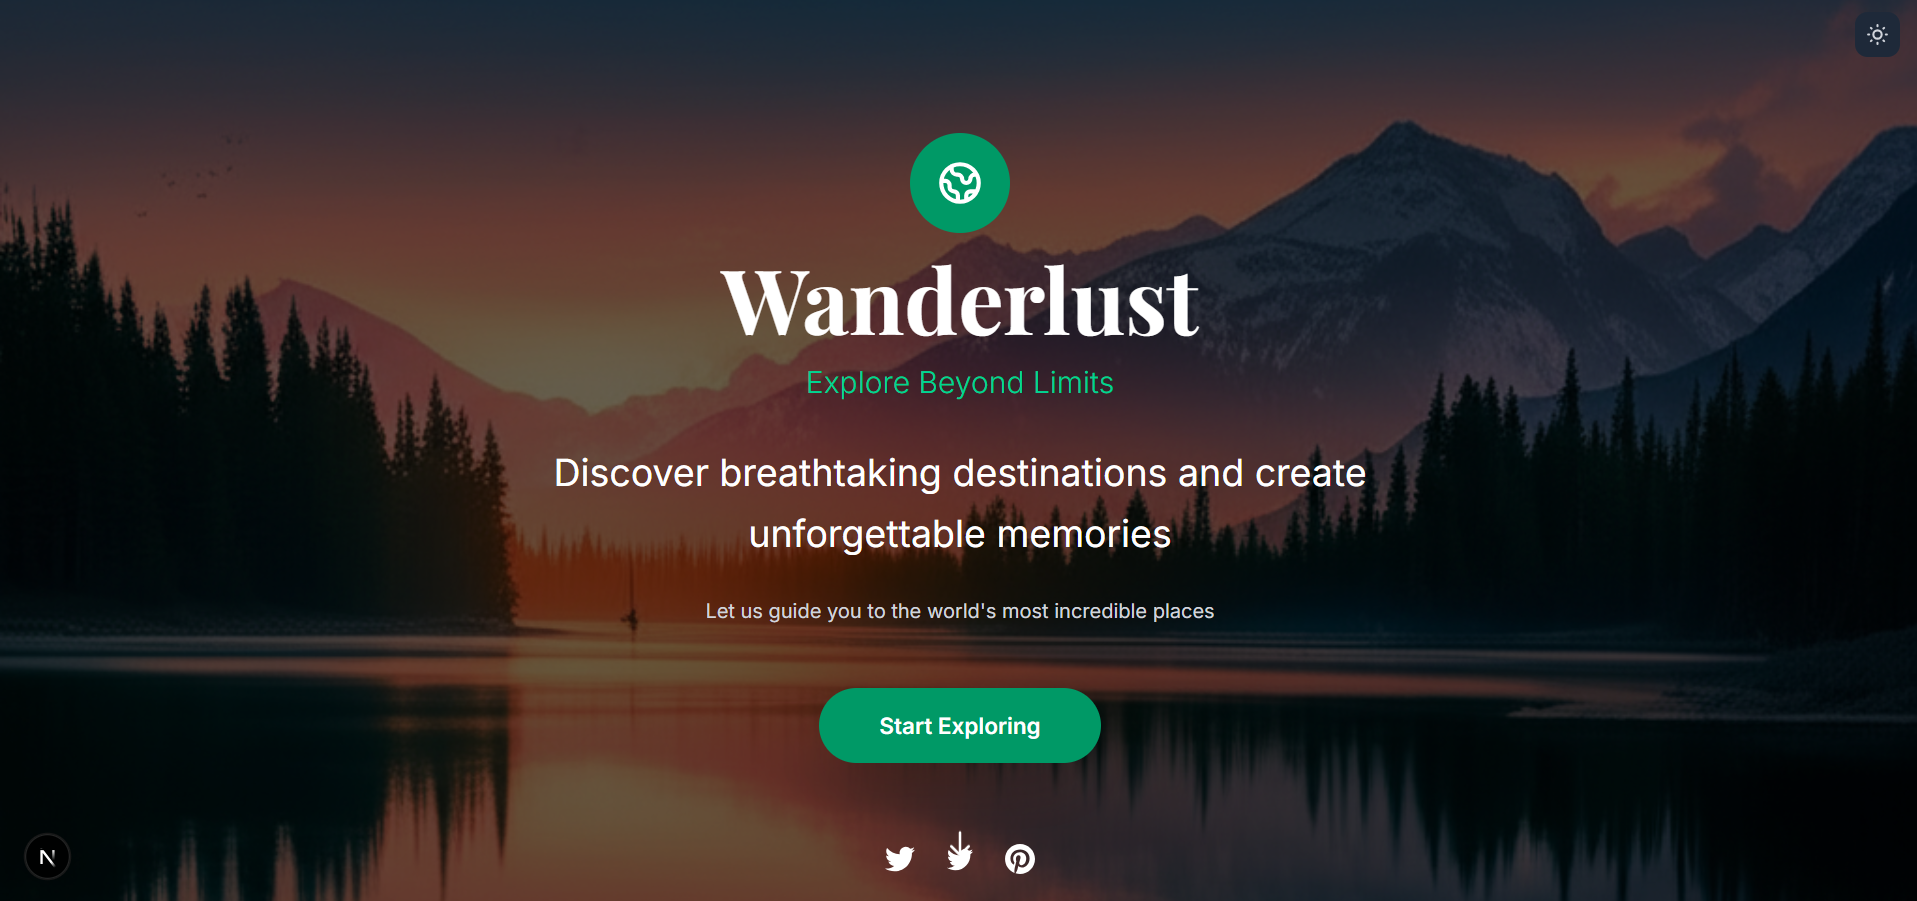 Wanderlust
Explore Beyond Limits
Discover breathtaking destinations and create
unforgettable memories
Let us guide you to the world's most incredible places
Start Exploring
N